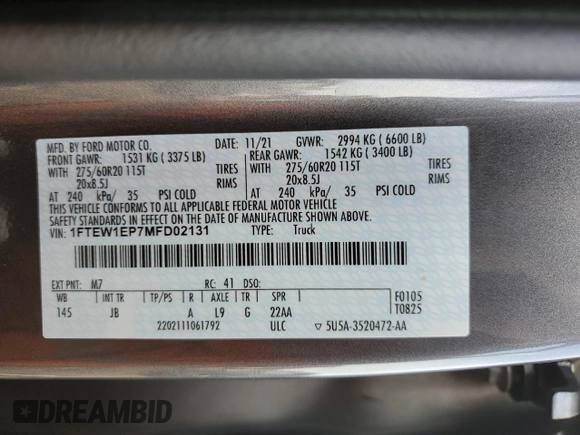 MFD. BY FORD MOTOR CO.
DATE: 11/21 GVWR: 2994 KG ( 6600 LB)
FRONT GAWR: 1531 KG ( 3375 LB) REAR GAWR: 1542 KG ( 3400 LB)
WITH 275/60R20 115T TIRES WITH 275/60R20 115T TIRES
20x8.5J RIMS 20x8.5J RIMS
AT 240 kPa/ 35 PSI COLD AT 240 kPa/ 35 PSI COLD
THIS VEHICLE CONFORMS TO ALL APPLICABLE FEDERAL MOTOR VEHICLE
SAFETY STANDARDS IN EFFECT ON THE DATE OF MANUFACTURE SHOWN ABOVE.
VIN: 1FTEW1EP7MFD02131 TYPE: Truck
EXT PNT: M7 RC: 41 DSO:
WB INT TR TP/PS R AXLE TR SPR
145 JB A L9 G 22AA
F0105
T0825
2202111061792 ULC ▽ 5U5A-3520472-AA
DREAMBID